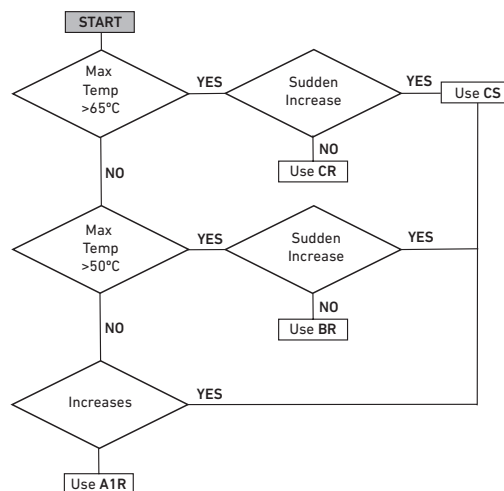 START
Max
Temp
>65°C
YES
Sudden
Increase
YES
Use CS
NO
NO
Use CR
Max
Temp
>50°C
YES
Sudden
Increase
YES
NO
NO
Use BR
Increases
YES
Use A1R